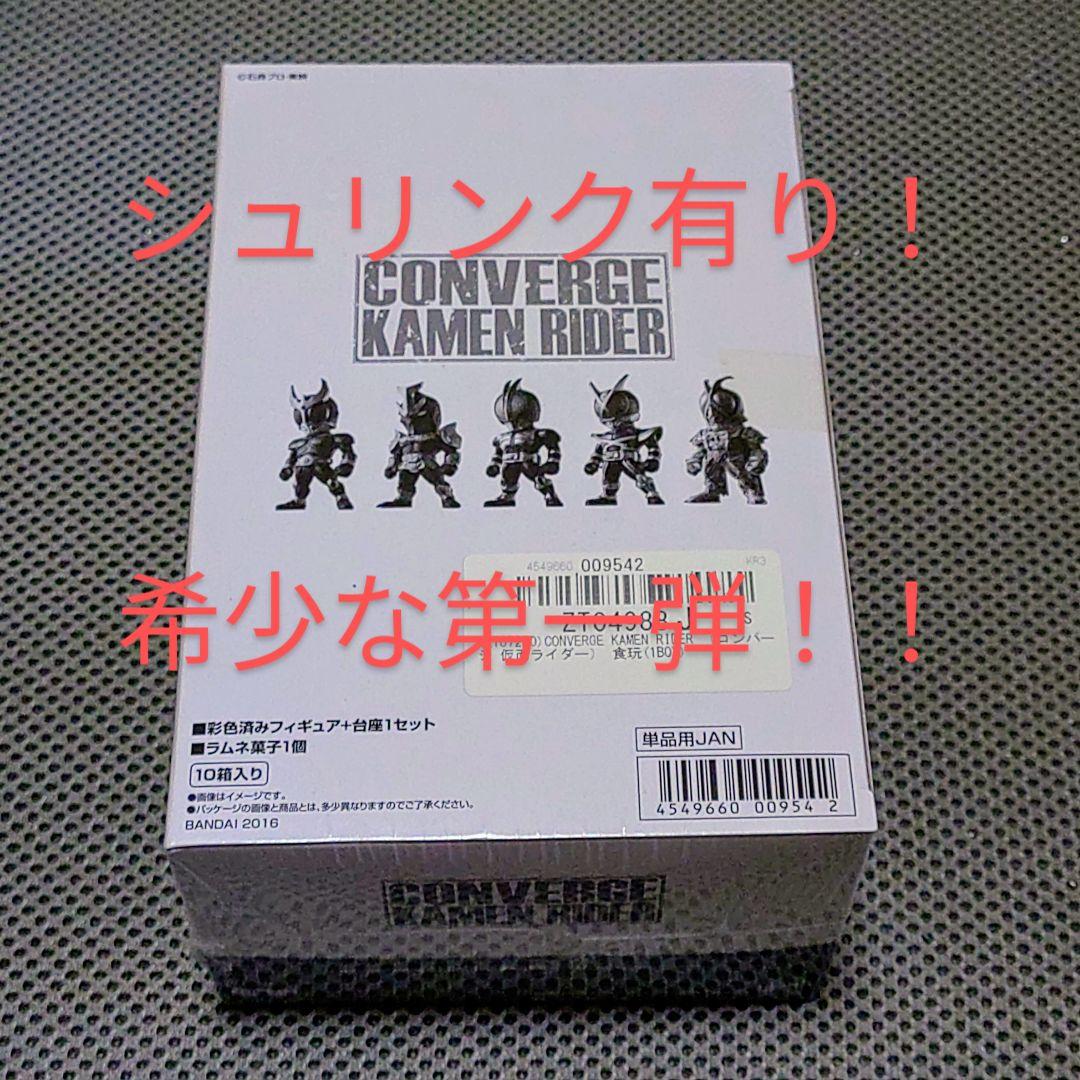 ©石森プロ・東映
シュリンク有り！
CONVERGE
KAMEN RIDER
4549660 009542 KR3
希少な第一弾！！
CONVERGE KAMEN RIDER
食玩
■彩色済みフィギュア+台座1セット
■ラムネ菓子1個
10箱入り
●画像はイメージです。
●パッケージの画像と商品とは、多少異なりますのでご了承ください。
BANDAI 2016
単品用JAN
4549660 00954 2
CONVERGE
KAMEN RIDER